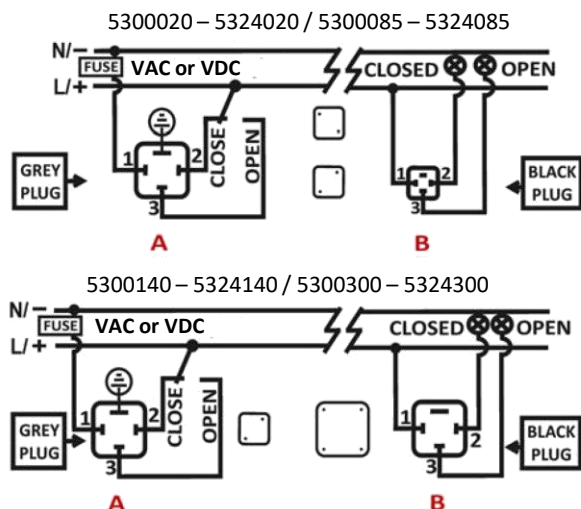 5300020 – 5324020 / 5300085 – 5324085
N/–
FUSE VAC or VDC CLOSED OPEN
L/+
1 2 CLOSE OPEN 1 2
GREY PLUG
3
BLACK PLUG
3
A B
5300140 – 5324140 / 5300300 – 5324300
N/–
FUSE VAC or VDC CLOSED OPEN
L/+
1 2 CLOSE OPEN 1 2
GREY PLUG
3
BLACK PLUG
3
A B